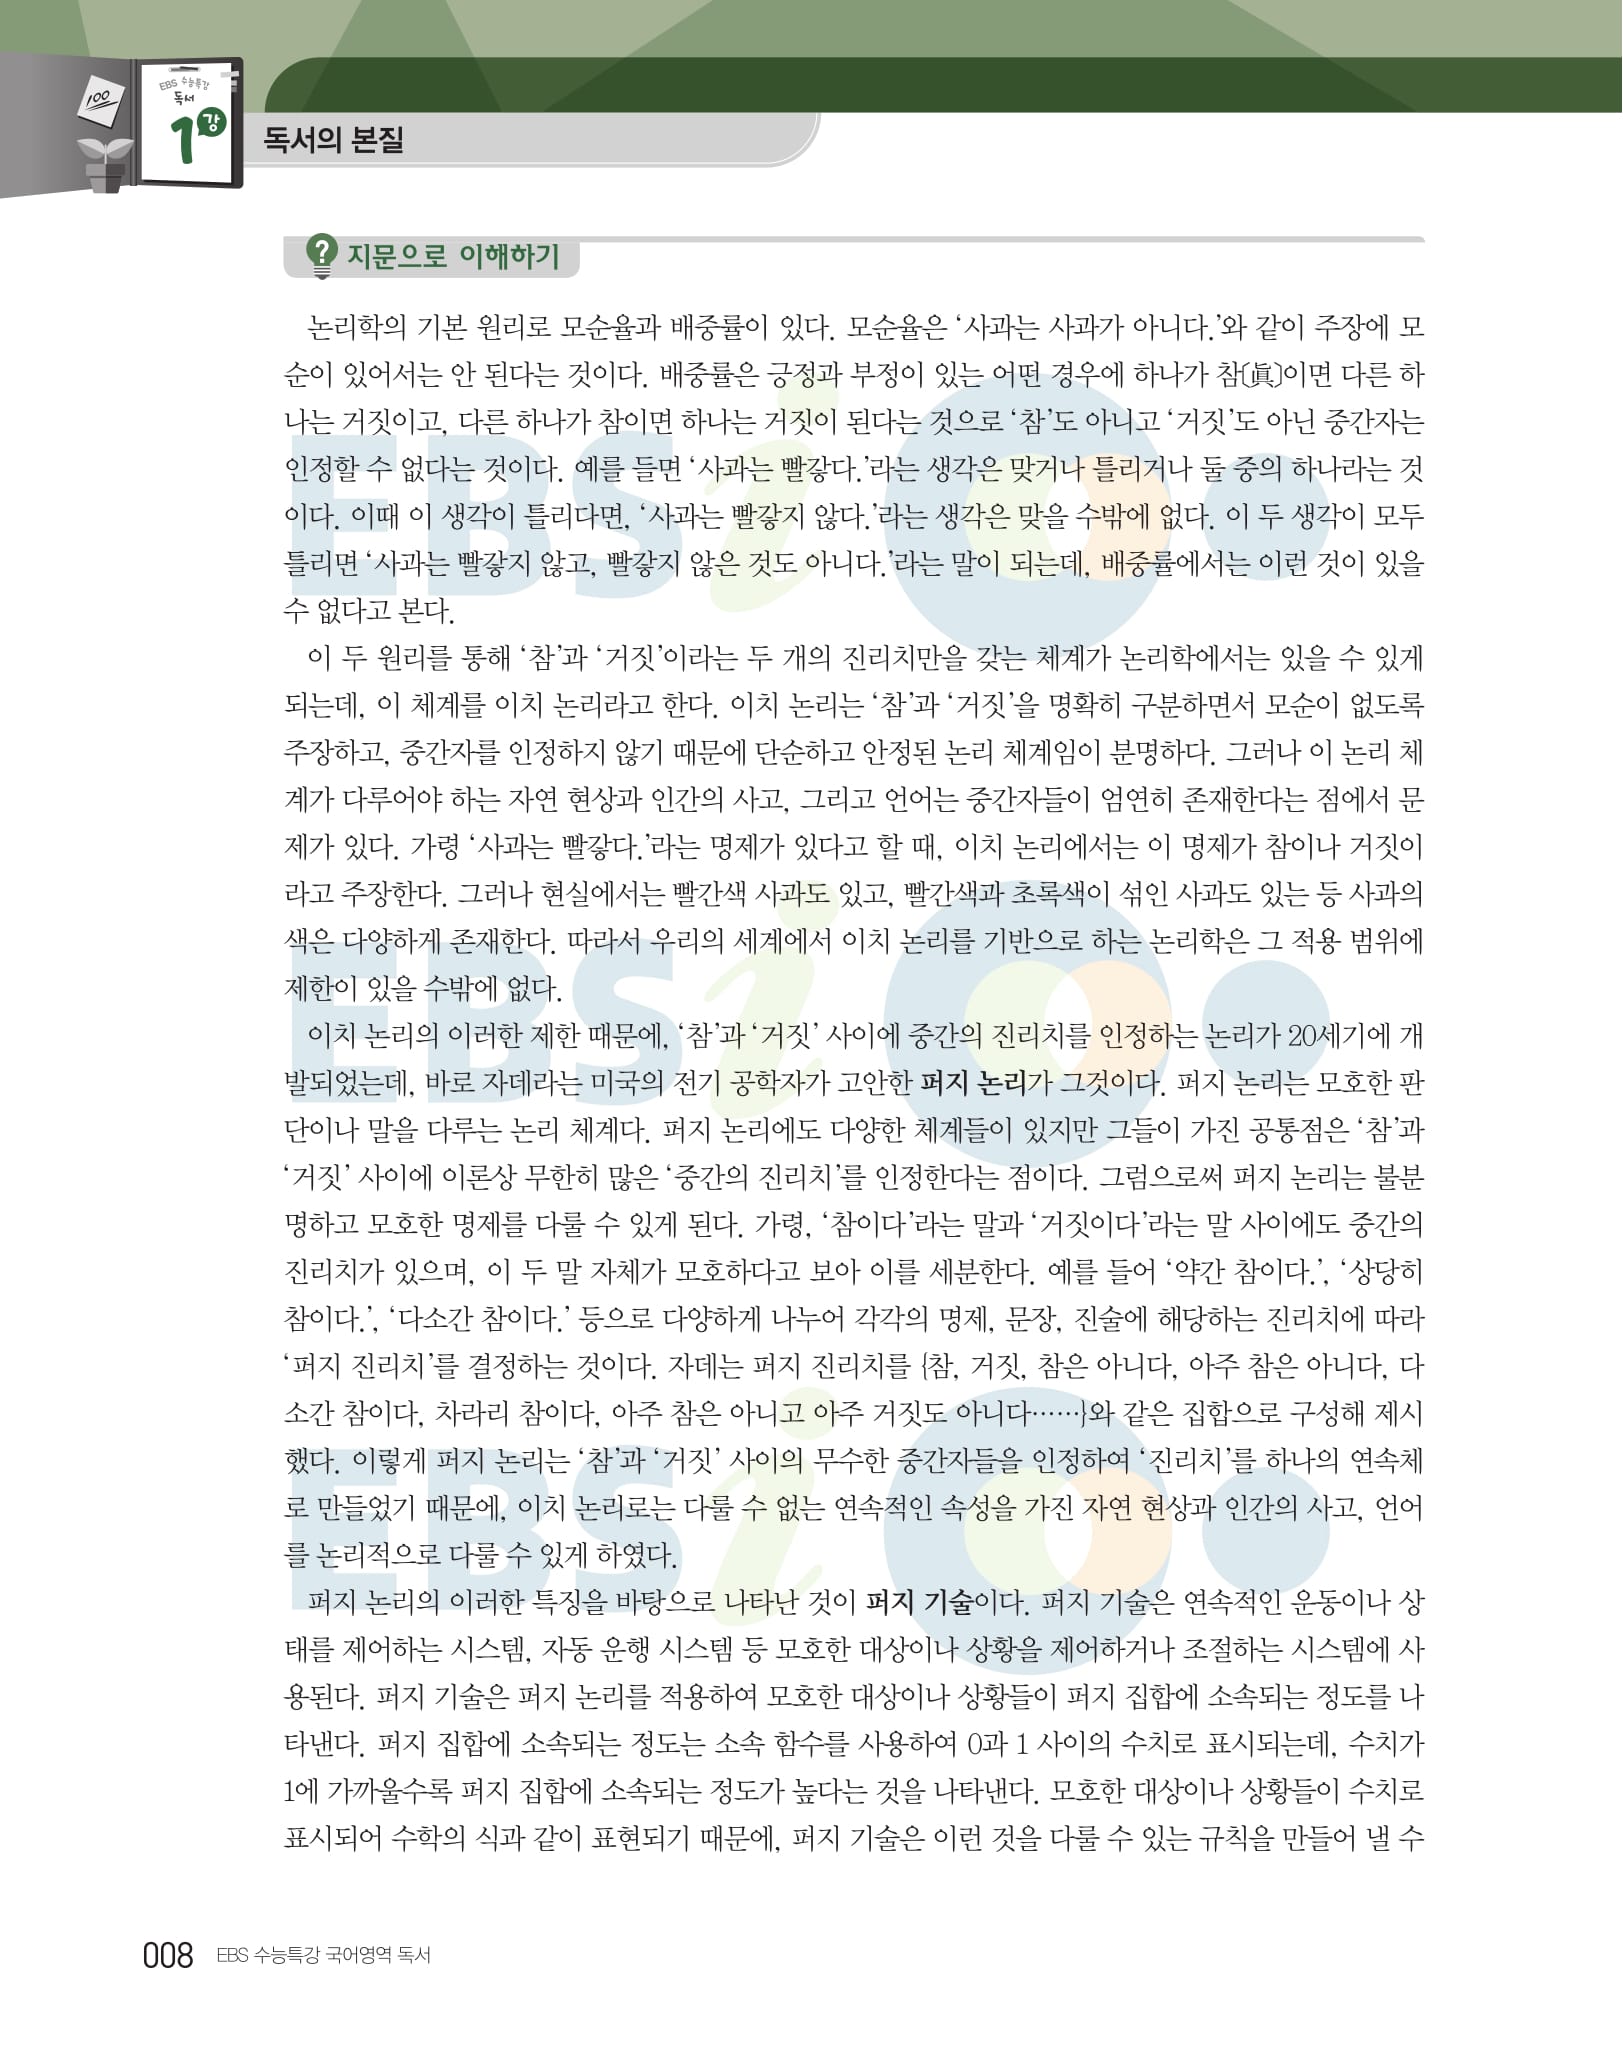 100
EBS 수능특강
독서
1강
독서의 본질
? 지문으로 이해하기
논리학의 기본 원리로 모순율과 배중률이 있다. 모순율은 ‘사과는 사과가 아니다.’와 같이 주장에 모
순이 있어서는 안 된다는 것이다. 배중률은 긍정과 부정이 있는 어떤 경우에 하나가 참〔眞〕이면 다른 하
나는 거짓이고, 다른 하나가 참이면 하나는 거짓이 된다는 것으로 ‘참’도 아니고 ‘거짓’도 아닌 중간자는
인정할 수 없다는 것이다. 예를 들면 ‘사과는 빨갛다.’라는 생각은 맞거나 틀리거나 둘 중의 하나라는 것
이다. 이때 이 생각이 틀리다면, ‘사과는 빨갛지 않다.’라는 생각은 맞을 수밖에 없다. 이 두 생각이 모두
틀리면 ‘사과는 빨갛지 않고, 빨갛지 않은 것도 아니다.’라는 말이 되는데, 배중률에서는 이런 것이 있을
수 없다고 본다.
이 두 원리를 통해 ‘참’과 ‘거짓’이라는 두 개의 진리치만을 갖는 체계가 논리학에서는 있을 수 있게
되는데, 이 체계를 이치 논리라고 한다. 이치 논리는 ‘참’과 ‘거짓’을 명확히 구분하면서 모순이 없도록
주장하고, 중간자를 인정하지 않기 때문에 단순하고 안정된 논리 체계임이 분명하다. 그러나 이 논리 체
계가 다루어야 하는 자연 현상과 인간의 사고, 그리고 언어는 중간자들이 엄연히 존재한다는 점에서 문
제가 있다. 가령 ‘사과는 빨갛다.’라는 명제가 있다고 할 때, 이치 논리에서는 이 명제가 참이나 거짓이
라고 주장한다. 그러나 현실에서는 빨간색 사과도 있고, 빨간색과 초록색이 섞인 사과도 있는 등 사과의
색은 다양하게 존재한다. 따라서 우리의 세계에서 이치 논리를 기반으로 하는 논리학은 그 적용 범위에
제한이 있을 수밖에 없다.
이치 논리의 이러한 제한 때문에, ‘참’과 ‘거짓’ 사이에 중간의 진리치를 인정하는 논리가 20세기에 개
발되었는데, 바로 자데라는 미국의 전기 공학자가 고안한 퍼지 논리가 그것이다. 퍼지 논리는 모호한 판
단이나 말을 다루는 논리 체계다. 퍼지 논리에도 다양한 체계들이 있지만 그들이 가진 공통점은 ‘참’과
‘거짓’ 사이에 이론상 무한히 많은 ‘중간의 진리치’를 인정한다는 점이다. 그럼으로써 퍼지 논리는 불분
명하고 모호한 명제를 다룰 수 있게 된다. 가령, ‘참이다’라는 말과 ‘거짓이다’라는 말 사이에도 중간의
진리치가 있으며, 이 두 말 자체가 모호하다고 보아 이를 세분한다. 예를 들어 ‘약간 참이다.’, ‘상당히
참이다.’, ‘다소간 참이다.’ 등으로 다양하게 나누어 각각의 명제, 문장, 진술에 해당하는 진리치에 따라
‘퍼지 진리치’를 결정하는 것이다. 자데는 퍼지 진리치를 {참, 거짓, 참은 아니다, 아주 참은 아니다, 다
소간 참이다, 차라리 참이다, 아주 참은 아니고 아주 거짓도 아니다……}와 같은 집합으로 구성해 제시
했다. 이렇게 퍼지 논리는 ‘참’과 ‘거짓’ 사이의 무수한 중간자들을 인정하여 ‘진리치’를 하나의 연속체
로 만들었기 때문에, 이치 논리로는 다룰 수 없는 연속적인 속성을 가진 자연 현상과 인간의 사고, 언어
를 논리적으로 다룰 수 있게 하였다.
퍼지 논리의 이러한 특징을 바탕으로 나타난 것이 퍼지 기술이다. 퍼지 기술은 연속적인 운동이나 상
태를 제어하는 시스템, 자동 운행 시스템 등 모호한 대상이나 상황을 제어하거나 조절하는 시스템에 사
용된다. 퍼지 기술은 퍼지 논리를 적용하여 모호한 대상이나 상황들이 퍼지 집합에 소속되는 정도를 나
타낸다. 퍼지 집합에 소속되는 정도는 소속 함수를 사용하여 0과 1 사이의 수치로 표시되는데, 수치가
1에 가까울수록 퍼지 집합에 소속되는 정도가 높다는 것을 나타낸다. 모호한 대상이나 상황들이 수치로
표시되어 수학의 식과 같이 표현되기 때문에, 퍼지 기술은 이런 것을 다룰 수 있는 규칙을 만들어 낼 수
EBSi
EBSi
EBSi
008 EBS 수능특강 국어영역 독서